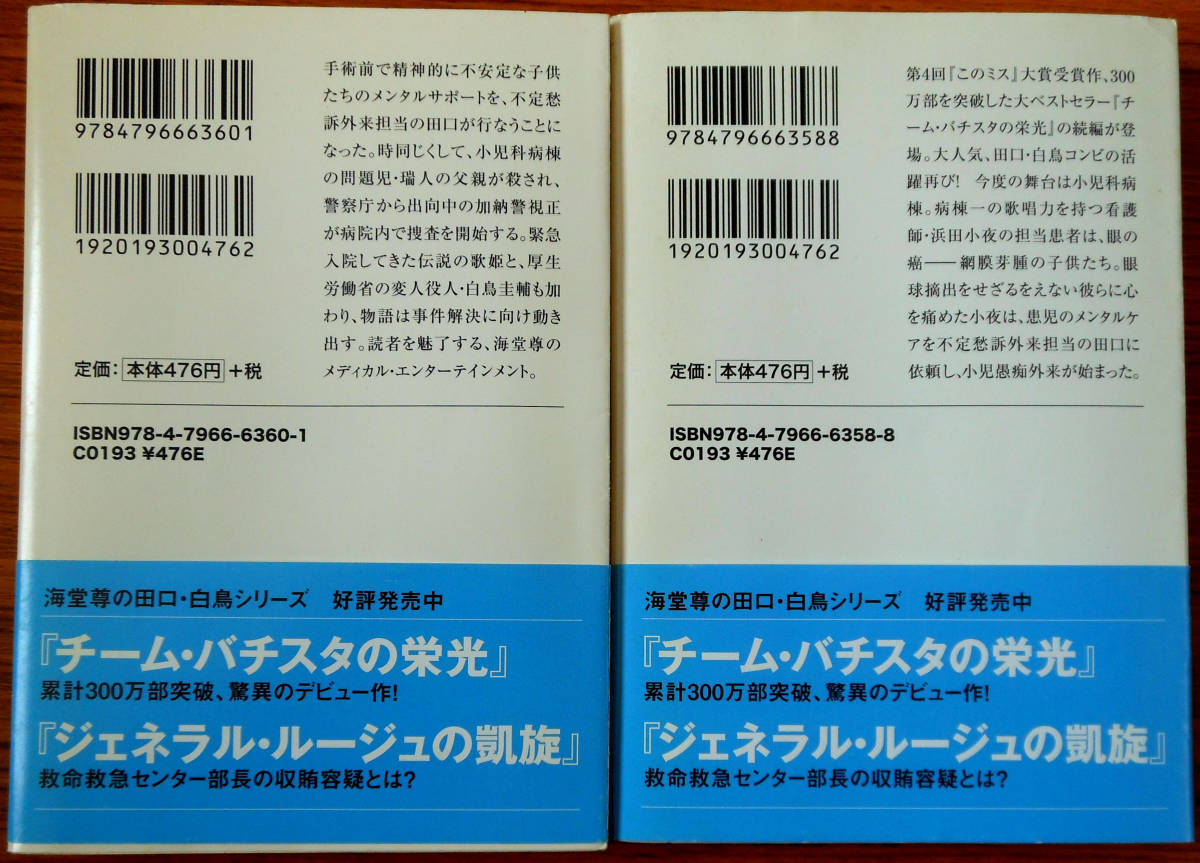 9784796663601
1920193004762
手術前で精神的に不安定な子供
たちのメンタルサポートを、不定愁
訴外来担当の田口が行なうことに
なった。時同じくして、小児科病棟
の問題児・瑞人の父親が殺され、
警察庁から出向中の加納警視正
が病院内で捜査を開始する。緊急
入院してきた伝説の歌姫と、厚生
労働省の変人役人・白鳥圭輔も加
わり、物語は事件解決に向け動き
出す。読者を魅了する、海堂尊の
メディカル・エンターテインメント。
定価：本体476円+税
ISBN978-4-7966-6360-1
C0193 ¥476E
海堂尊の田口・白鳥シリーズ 好評発売中
『チーム・バチスタの栄光』
累計300万部突破、驚異のデビュー作！
『ジェネラル・ルージュの凱旋』
救命救急センター部長の収賄容疑とは？
9784796663588
1920193004762
第4回『このミス』大賞受賞作、300
万部を突破した大ベストセラー『チ
ーム・バチスタの栄光』の続編が登
場。大人気、田口・白鳥コンビの活
躍再び！ 今度の舞台は小児科病
棟。病棟一の歌唱力を持つ看護
師・浜田小夜の担当患者は、眼の
癌――網膜芽腫の子供たち。眼
球摘出をせざるをえない彼らに心
を痛めた小夜は、患児のメンタルケ
アを不定愁訴外来担当の田口に
依頼し、小児愚痴外来が始まった。
定価：本体476円+税
ISBN978-4-7966-6358-8
C0193 ¥476E
海堂尊の田口・白鳥シリーズ 好評発売中
『チーム・バチスタの栄光』
累計300万部突破、驚異のデビュー作！
『ジェネラル・ルージュの凱旋』
救命救急センター部長の収賄容疑とは？